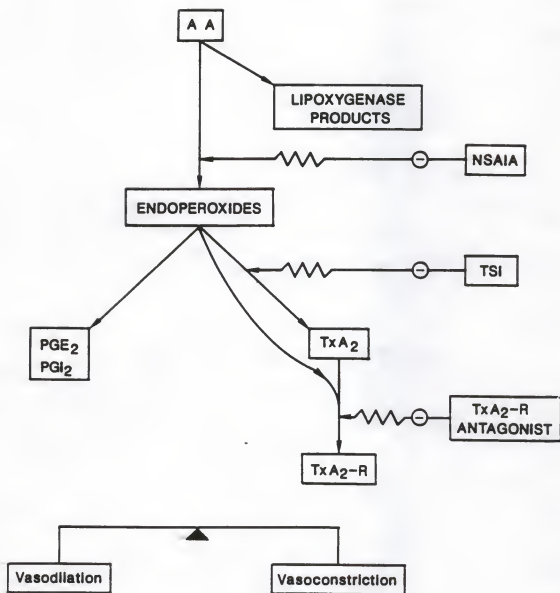 A A
LIPOXYGENASE
PRODUCTS
NSAIA
ENDOPEROXIDES
TSI
PGE₂
PGI₂
TxA₂
TxA₂-R
ANTAGONIST
TxA₂-R
Vasodilation
Vasoconstriction